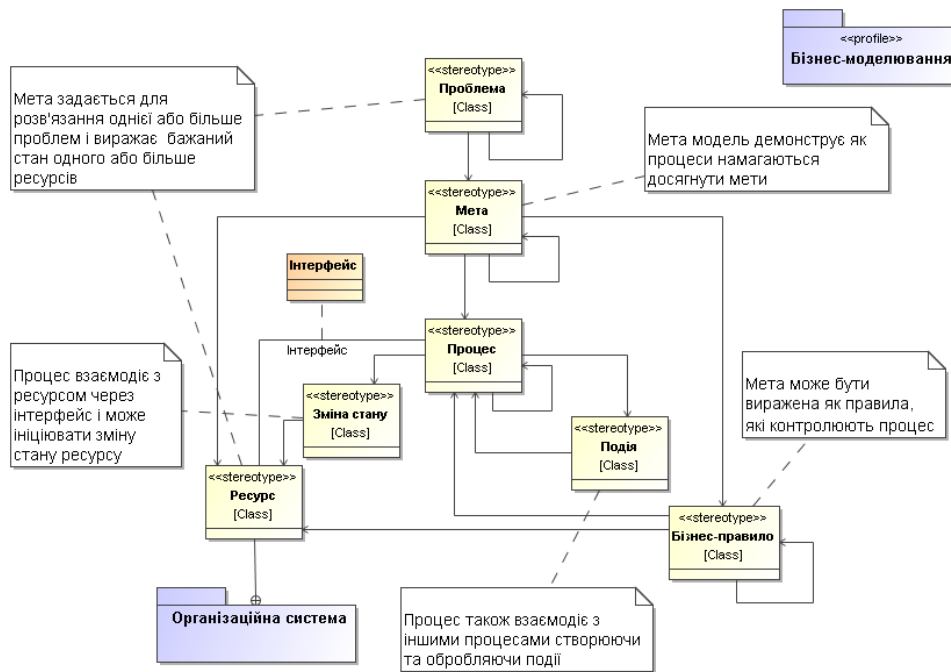 <<profile>>
Бізнес-моделювання
<<stereotype>>
Проблема
[Class]
Мета задається для
розв'язання однієї або більше
проблем і виражає бажаний
стан одного або більше
ресурсів
Мета модель демонструє як
процеси намагаються
досягнути мети
<<stereotype>>
Мета
[Class]
Інтерфейс
<<stereotype>>
Процес
[Class]
Інтерфейс
Процес взаємодіє з
ресурсом через
інтерфейс і може
ініціювати зміну
стану ресурсу
<<stereotype>>
Зміна стану
[Class]
Мета може бути
виражена як правила,
які контролюють процес
<<stereotype>>
Подія
[Class]
<<stereotype>>
Ресурс
[Class]
<<stereotype>>
Бізнес-правило
[Class]
Організаційна система
Процес також взаємодіє з
іншими процесами створюючи
та обробляючи події